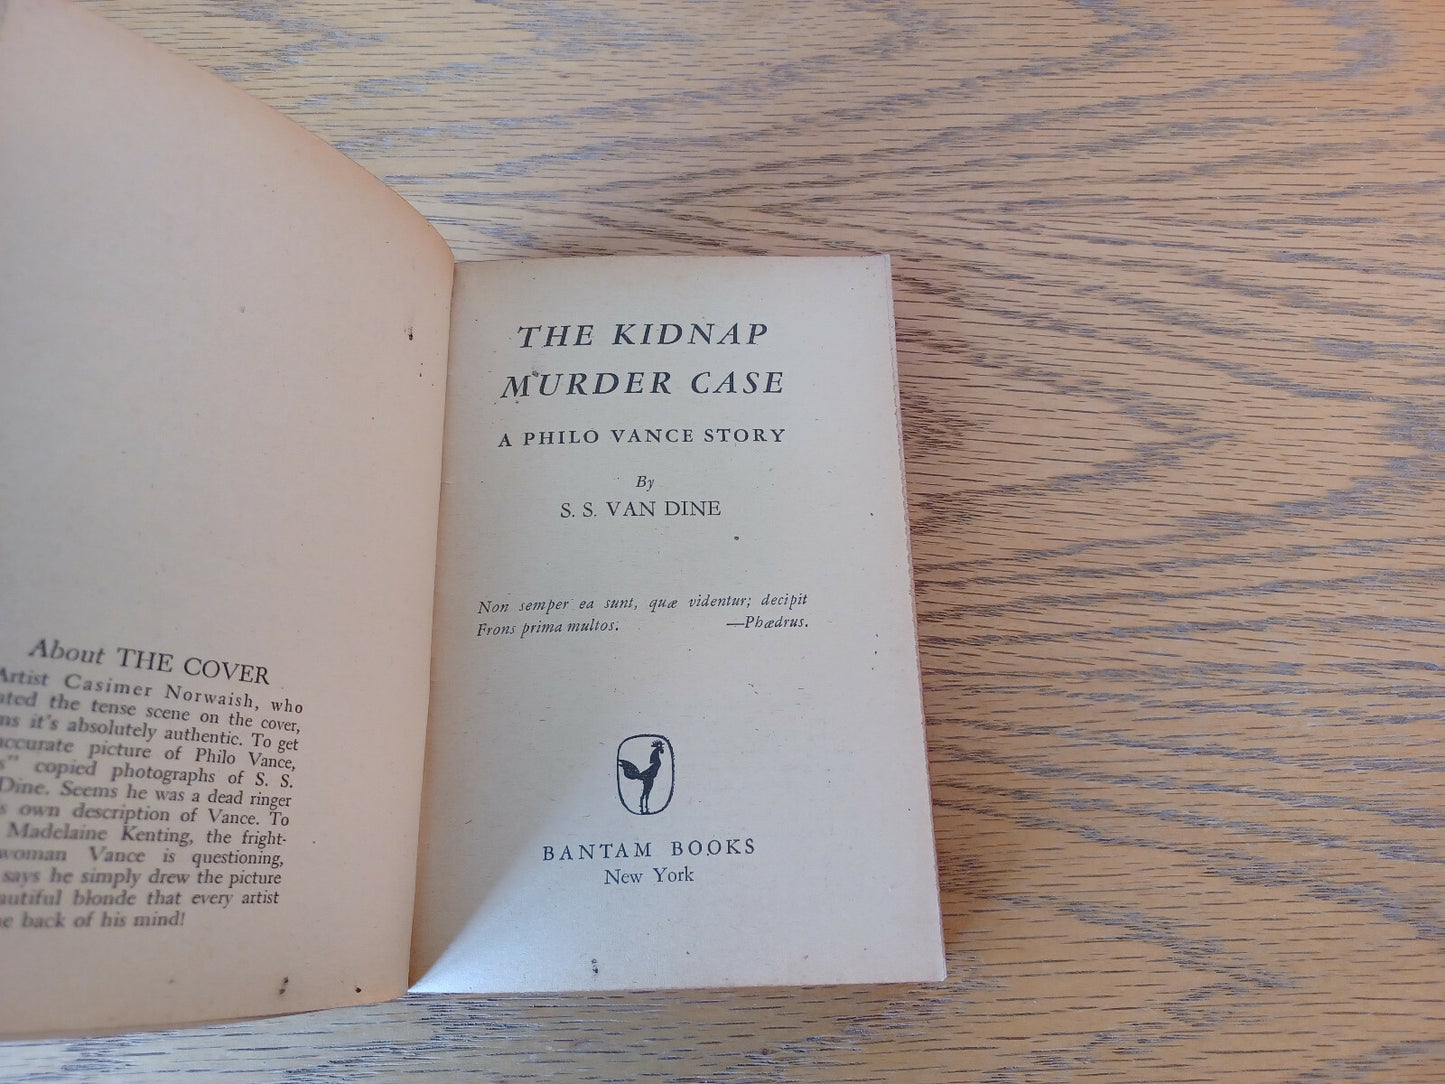 About THE COVER
Artist Casimer Norwaish, who
ated the tense scene on the cover,
ns it's absolutely authentic. To get
accurate picture of Philo Vance,
s" copied photographs of S. S.
Dine. Seems he was a dead ringer
s own description of Vance. To
Madelaine Kenting, the fright-
woman Vance is questioning,
says he simply drew the picture
autiful blonde that every artist
e back of his mind!
THE KIDNAP
MURDER CASE
A PHILO VANCE STORY
By
S. S. VAN DINE
Non semper ea sunt, quæ videntur; decipit
Frons prima multos. —Phædrus.
BANTAM BOOKS
New York